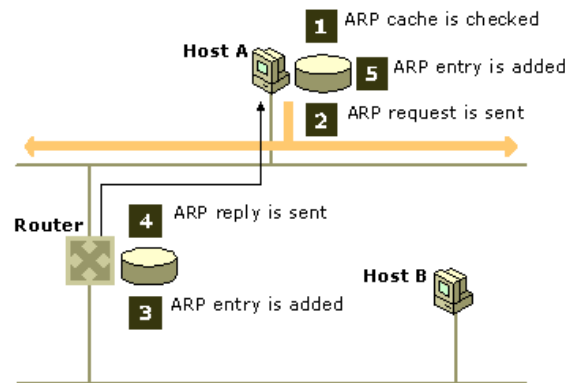 1 ARP cache is checked
Host A
5 ARP entry is added
2 ARP request is sent
4 ARP reply is sent
Router
Host B
3 ARP entry is added